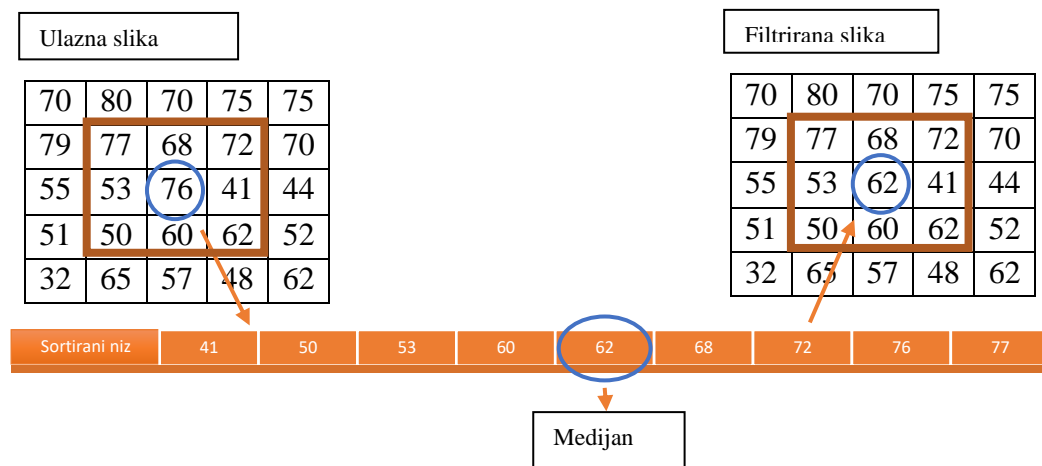 Ulazna slika
Filtrirana slika
70 80 70 75 75
79 77 68 72 70
55 53 76 41 44
51 50 60 62 52
32 65 57 48 62
70 80 70 75 75
79 77 68 72 70
55 53 62 41 44
51 50 60 62 52
32 65 57 48 62
Sortirani niz 41 50 53 60 62 68 72 76 77
Medijan